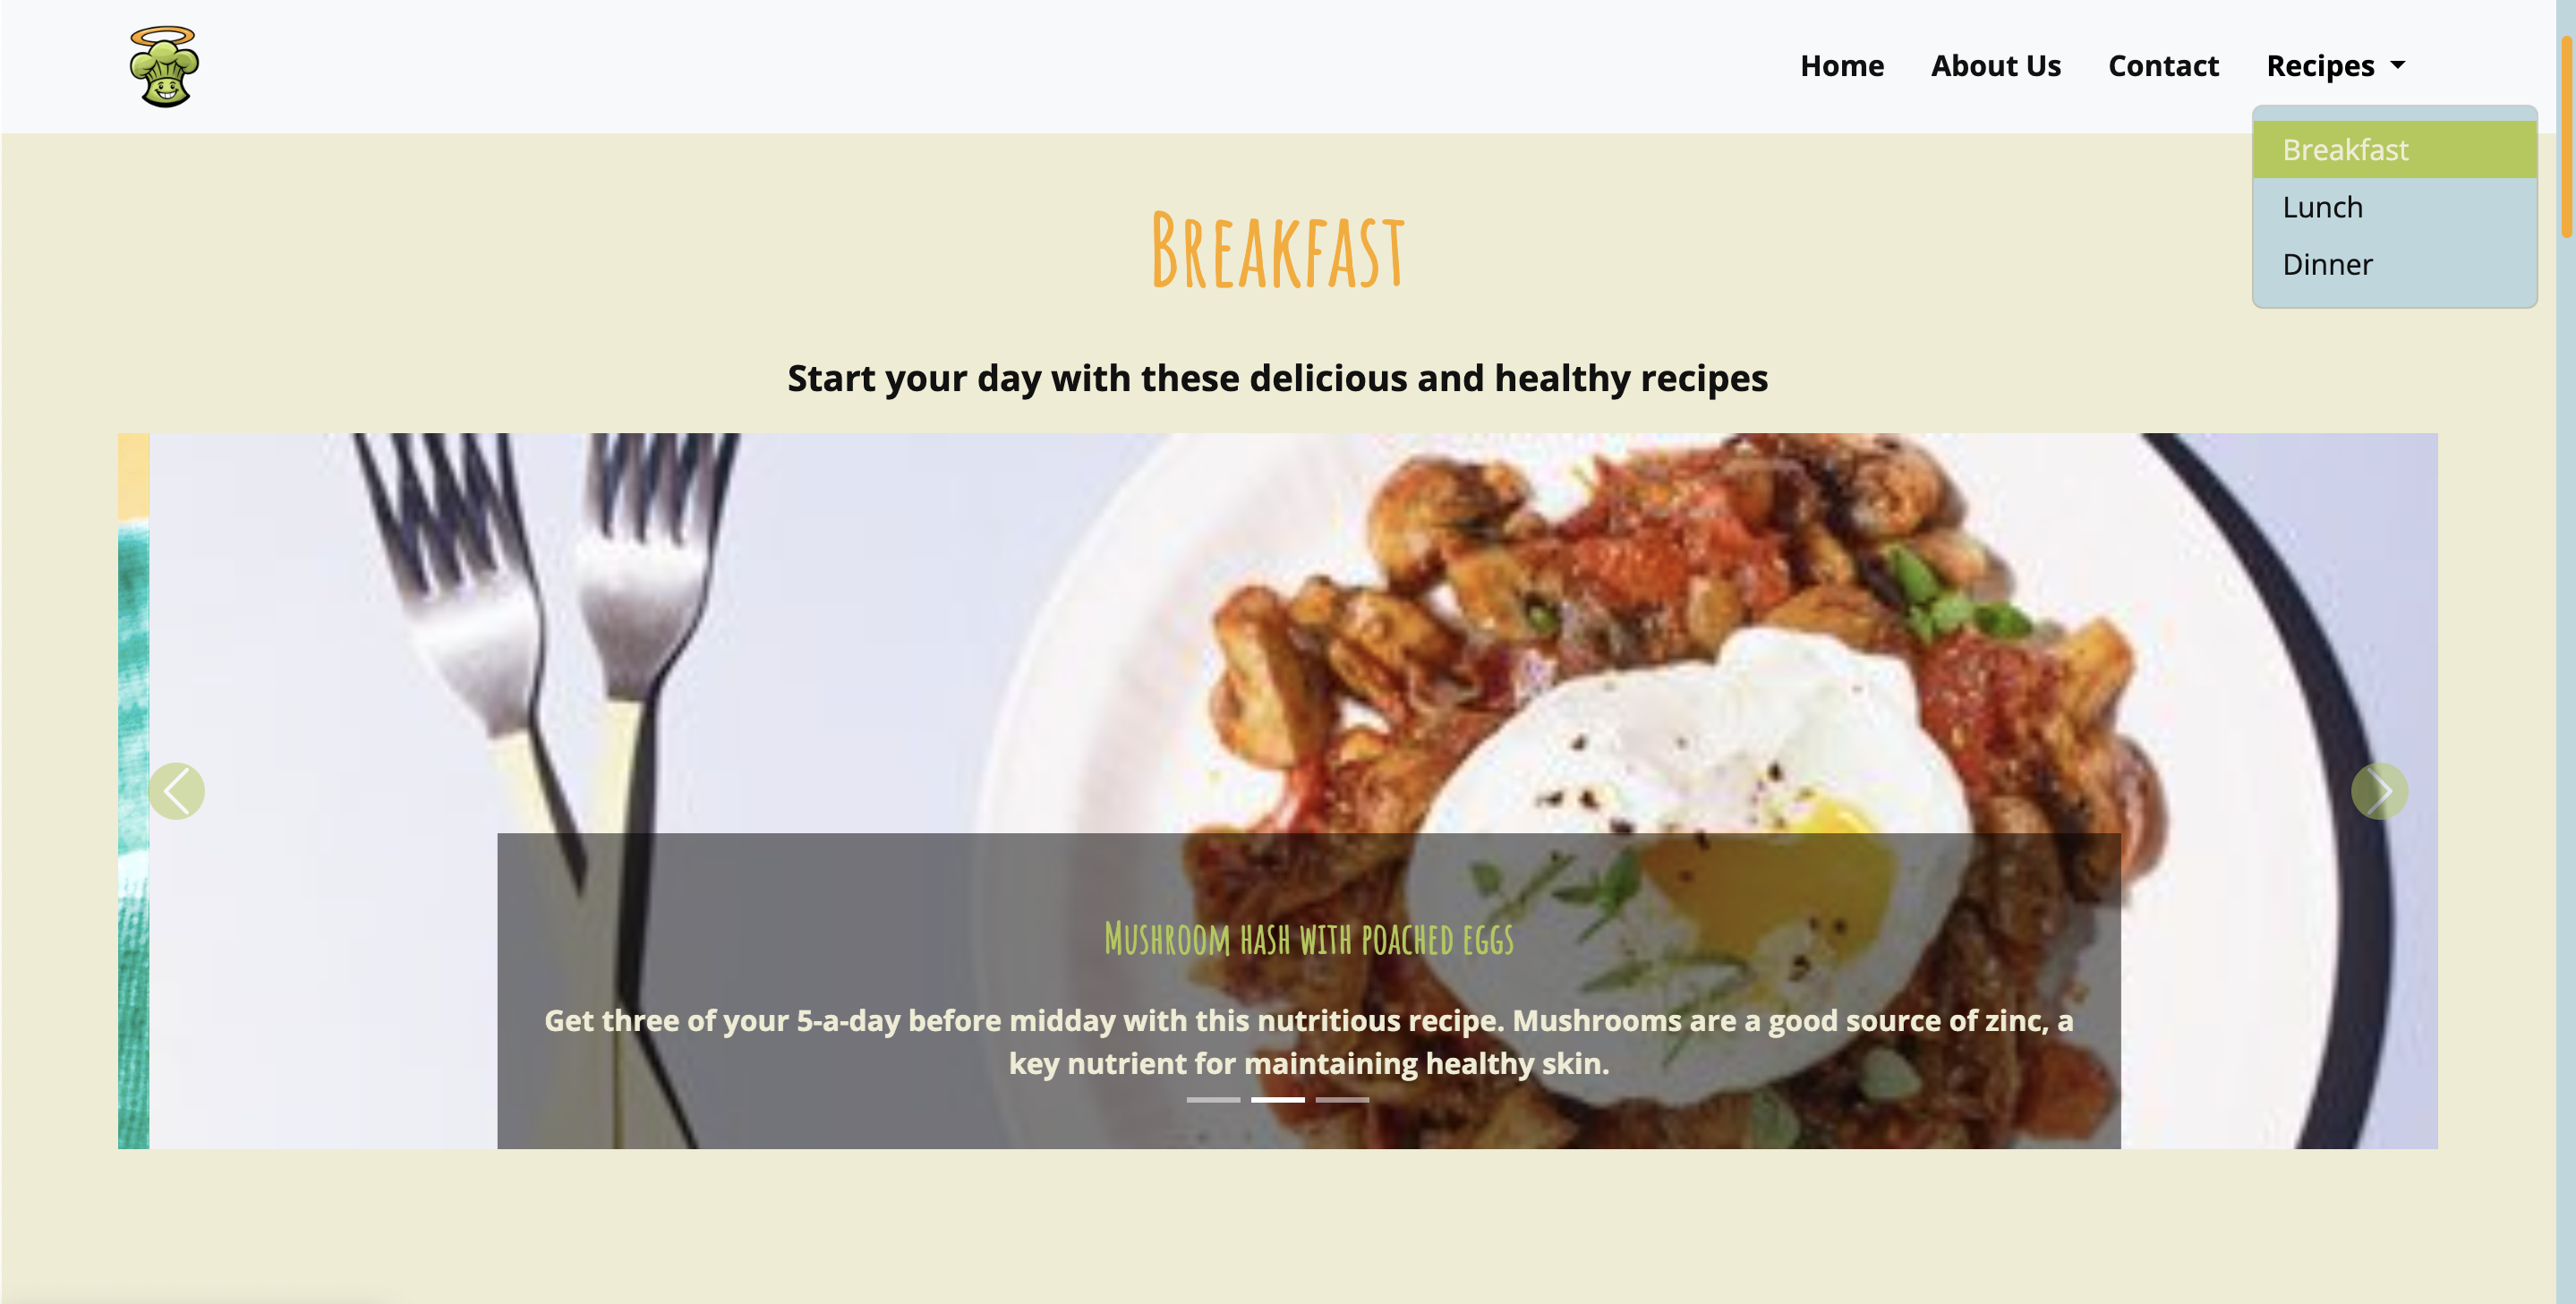 Home About Us Contact Recipes
Breakfast
Lunch
Dinner
Breakfast
Start your day with these delicious and healthy recipes
Mushroom hash with poached eggs
Get three of your 5-a-day before midday with this nutritious recipe. Mushrooms are a good source of zinc, a
key nutrient for maintaining healthy skin.